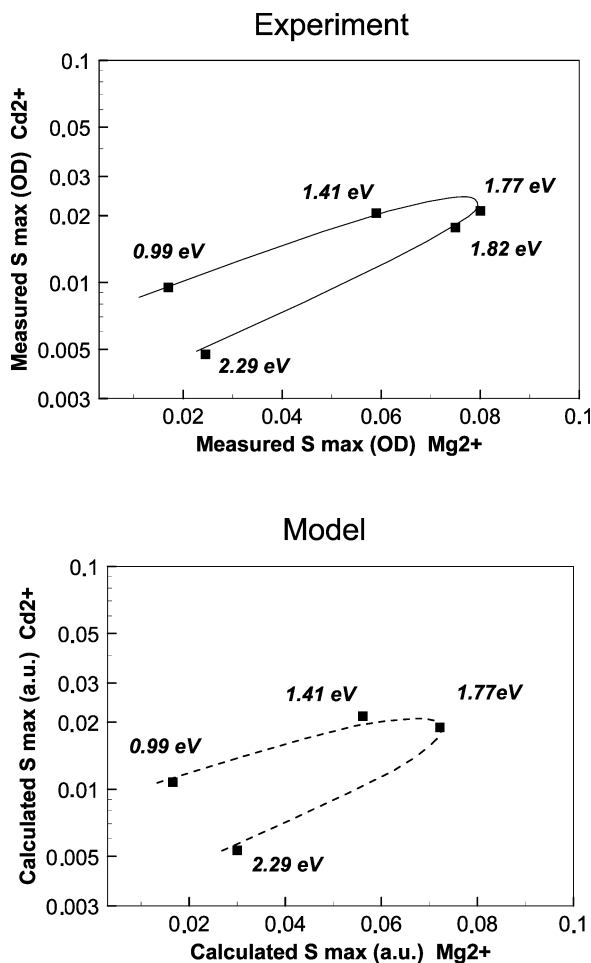 Experiment
0.1
0.05
0.03
0.02
0.01
0.005
0.003
Measured S max (OD) Cd2+
1.41 eV
1.77 eV
0.99 eV
1.82 eV
2.29 eV
0.02 0.04 0.06 0.08 0.1
Measured S max (OD) Mg2+
Model
0.1
0.05
0.03
0.02
0.01
0.005
0.003
Calculated S max (a.u.) Cd2+
1.41 eV
1.77eV
0.99 eV
2.29 eV
0.02 0.04 0.06 0.08 0.1
Calculated S max (a.u.) Mg2+